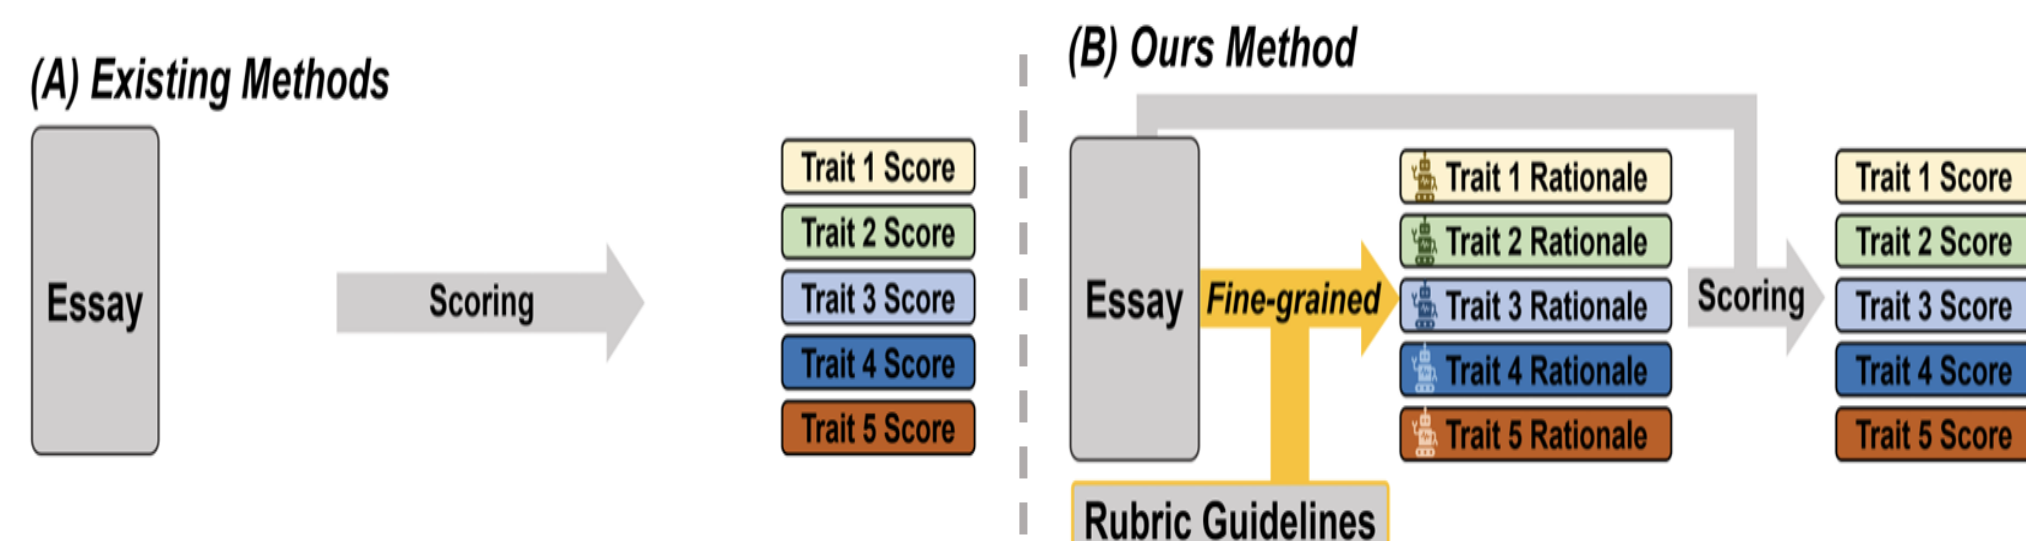 (A) Existing Methods
Essay
Scoring
Trait 1 Score
Trait 2 Score
Trait 3 Score
Trait 4 Score
Trait 5 Score
(B) Ours Method
Essay
Fine-grained
Rubric Guidelines
Trait 1 Rationale
Trait 2 Rationale
Trait 3 Rationale
Trait 4 Rationale
Trait 5 Rationale
Scoring
Trait 1 Score
Trait 2 Score
Trait 3 Score
Trait 4 Score
Trait 5 Score